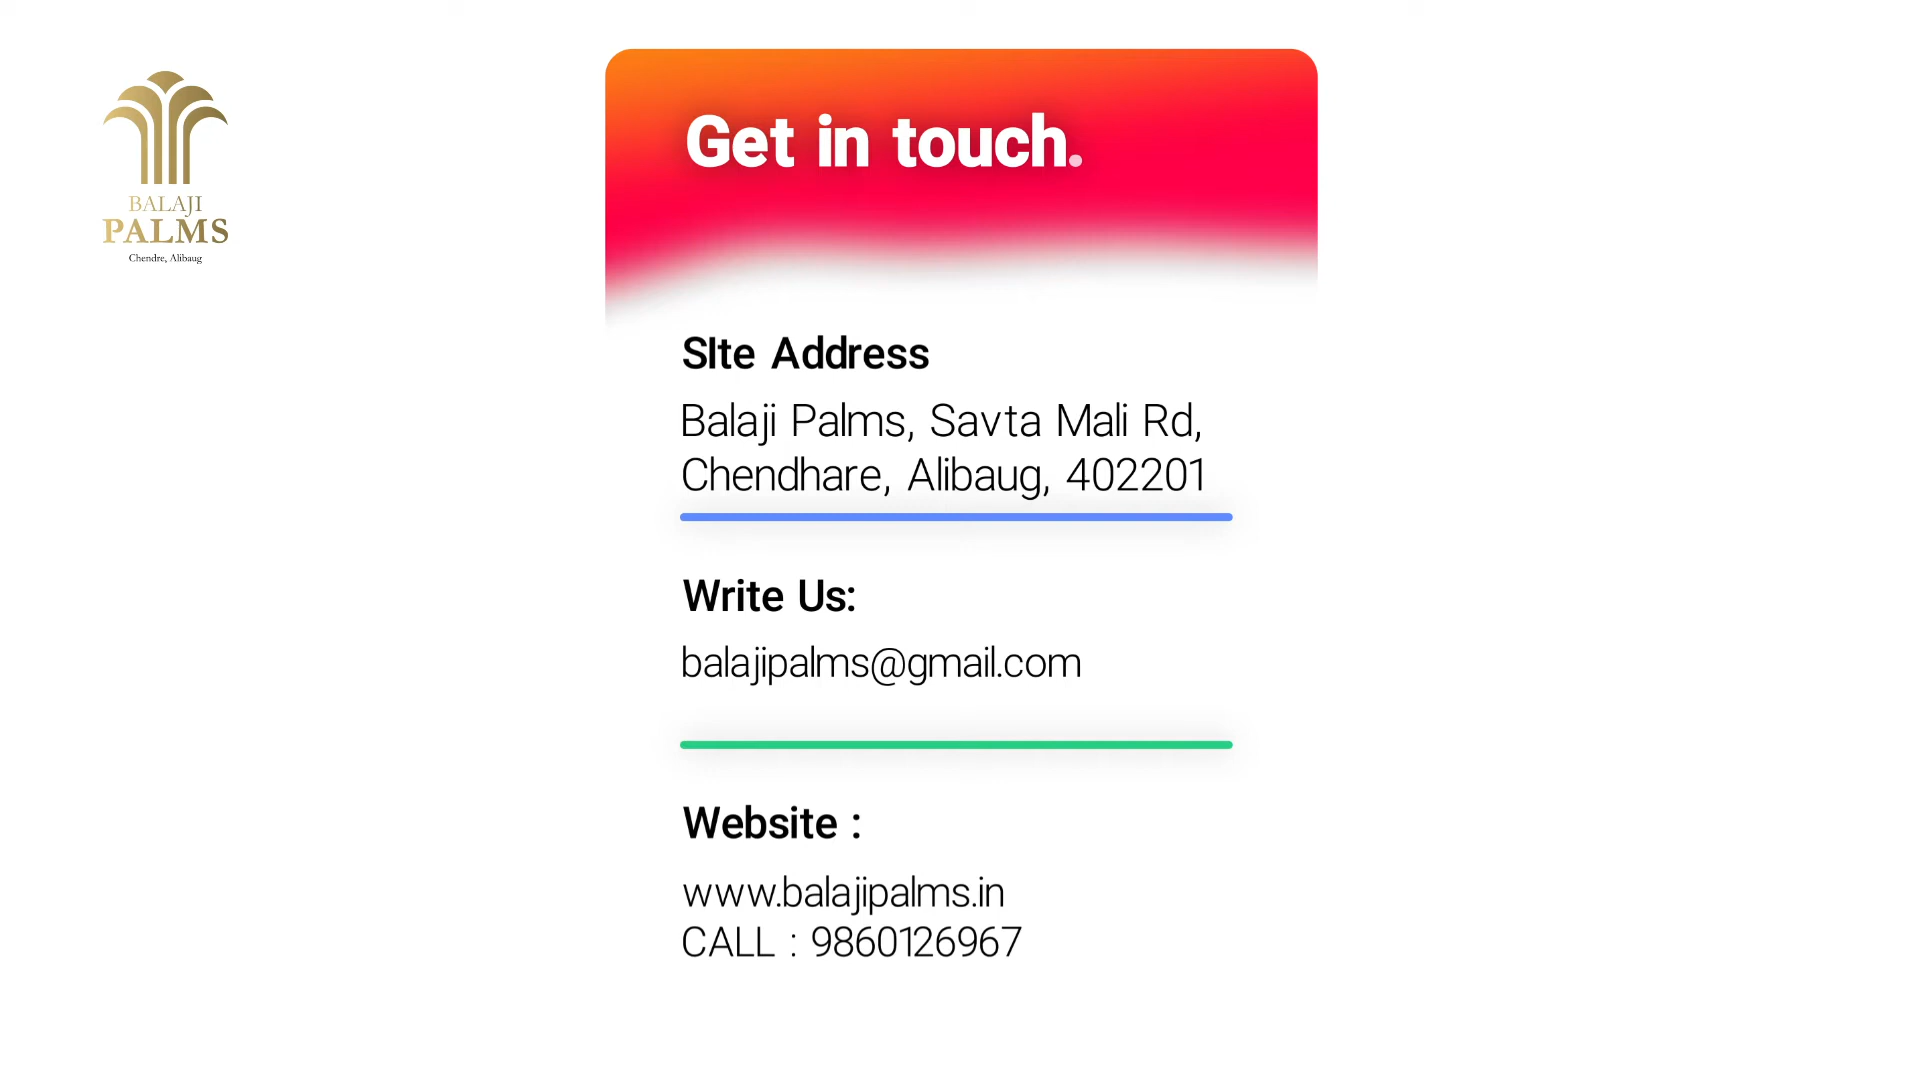 BALAJI
PALMS
Chendre, Alibaug
Get in touch.
SIte Address
Balaji Palms, Savta Mali Rd,
Chendhare, Alibaug, 402201
Write Us:
balajipalms@gmail.com
Website :
www.balajipalms.in
CALL : 9860126967